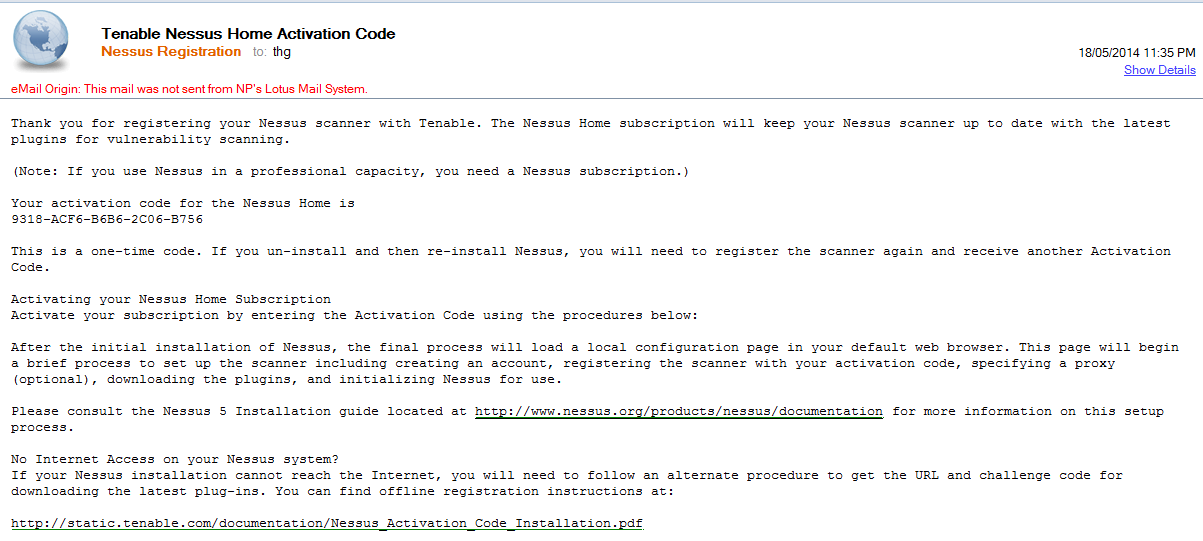 Tenable Nessus Home Activation Code
Nessus Registration to: thg
18/05/2014 11:35 PM
Show Details
eMail Origin: This mail was not sent from NP's Lotus Mail System.
Thank you for registering your Nessus scanner with Tenable. The Nessus Home subscription will keep your Nessus scanner up to date with the latest
plugins for vulnerability scanning.
(Note: If you use Nessus in a professional capacity, you need a Nessus subscription.)
Your activation code for the Nessus Home is
9318-ACF6-B6B6-2C06-B756
This is a one-time code. If you un-install and then re-install Nessus, you will need to register the scanner again and receive another Activation
Code.
Activating your Nessus Home Subscription
Activate your subscription by entering the Activation Code using the procedures below:
After the initial installation of Nessus, the final process will load a local configuration page in your default web browser. This page will begin
a brief process to set up the scanner including creating an account, registering the scanner with your activation code, specifying a proxy
(optional), downloading the plugins, and initializing Nessus for use.
Please consult the Nessus 5 Installation guide located at http://www.nessus.org/products/nessus/documentation for more information on this setup
process.
No Internet Access on your Nessus system?
If your Nessus installation cannot reach the Internet, you will need to follow an alternate procedure to get the URL and challenge code for
downloading the latest plug-ins. You can find offline registration instructions at:
http://static.tenable.com/documentation/Nessus_Activation_Code_Installation.pdf